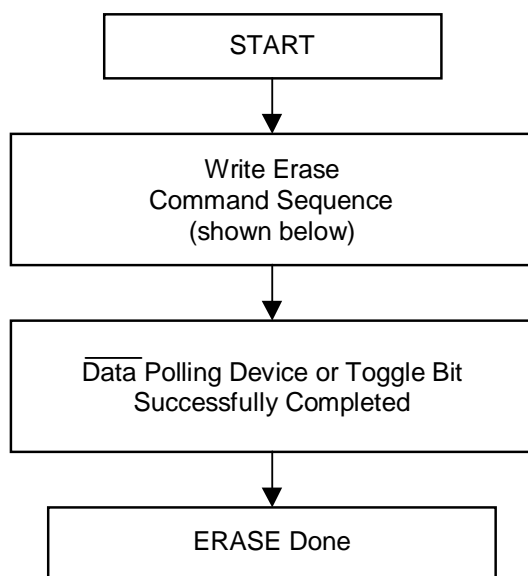 START
Write Erase
Command Sequence
(shown below)
Data Polling Device or Toggle Bit
Successfully Completed
ERASE Done